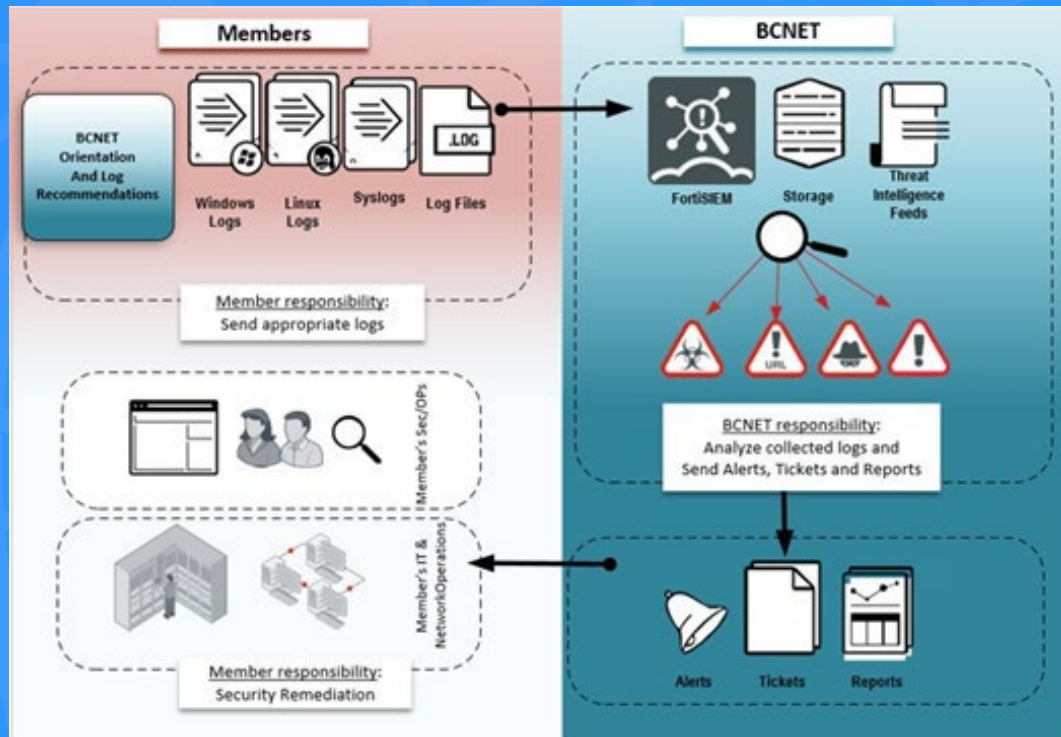 Members
BCNET
Orientation
And Log
Recommendations
Windows
Logs
Linux
Logs
Syslogs
.LOG
Log Files
Member responsibility:
Send appropriate logs
Member's Sec/OPs
Member's IT &
NetworkOperations
Member responsibility:
Security Remediation
BCNET
FortiSIEM
Storage
Threat
Intelligence
Feeds
URL
BCNET responsibility:
Analyze collected logs and
Send Alerts, Tickets and Reports
Alerts
Tickets
Reports